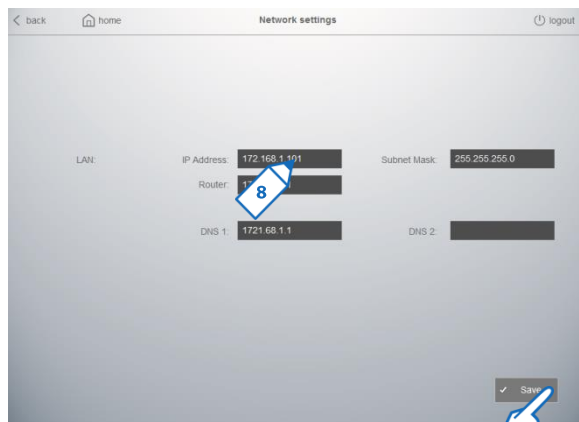 back home Network settings logout
LAN: IP Address: 172.168.1.101 Subnet Mask: 255.255.255.0
Router:
8
DNS 1: 1721.68.1.1 DNS 2:
✓ Save